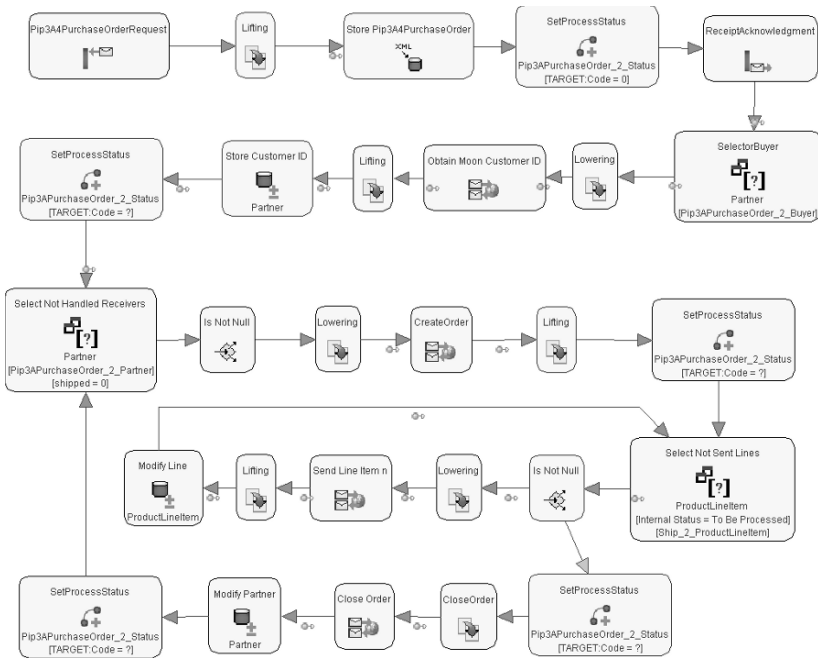 Pip3A4PurchaseOrderRequest
Lifting
Store Pip3A4PurchaseOrder
XML
SetProcessStatus
Pip3APurchaseOrder_2_Status
[TARGET:Code = 0]
ReceiptAcknowledgment
SetProcessStatus
Pip3APurchaseOrder_2_Status
[TARGET:Code = ?]
Store Customer ID
Partner
Lifting
Obtain Moon Customer ID
Lowering
SelectorBuyer
[?]
Partner
[Pip3APurchaseOrder_2_Buyer]
Select Not Handled Receivers
[?]
Partner
[Pip3APurchaseOrder_2_Partner]
[shipped = 0]
Is Not Null
Lowering
CreateOrder
Lifting
SetProcessStatus
Pip3APurchaseOrder_2_Status
[TARGET:Code = ?]
Modify Line
ProductLineItem
Lifting
Send Line Item n
Lowering
Is Not Null
Select Not Sent Lines
[?]
ProductLineItem
[Internal Status = To Be Processed]
[Ship_2_ProductLineItem]
SetProcessStatus
Pip3APurchaseOrder_2_Status
[TARGET:Code = ?]
Modify Partner
Partner
Close Order
CloseOrder
SetProcessStatus
Pip3APurchaseOrder_2_Status
[TARGET:Code = ?]